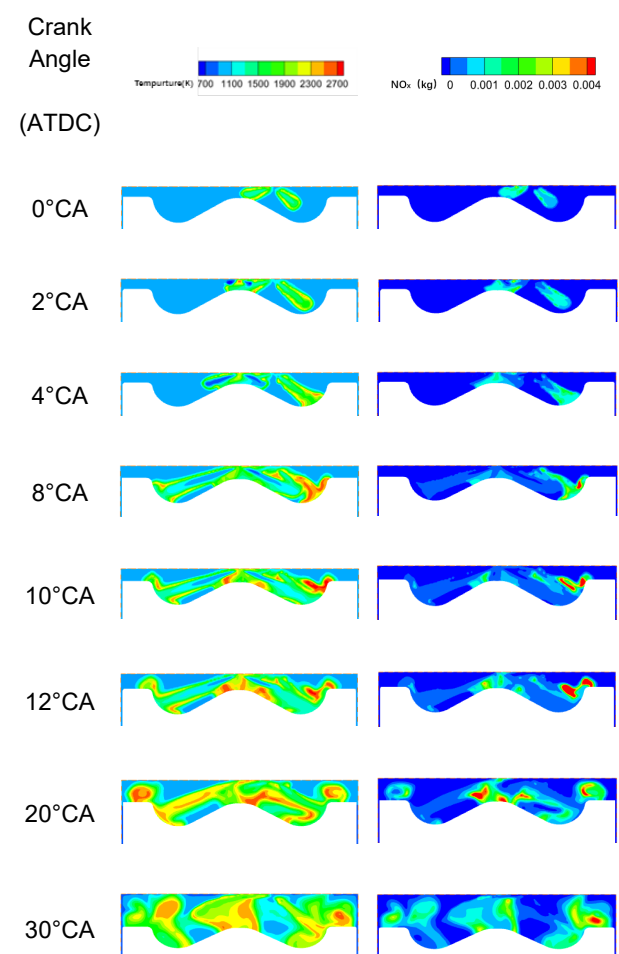 Crank
Angle
(ATDC)
Tempurture(K) 700 1100 1500 1900 2300 2700
NOx (kg) 0 0.001 0.002 0.003 0.004
0°CA
2°CA
4°CA
8°CA
10°CA
12°CA
20°CA
30°CA